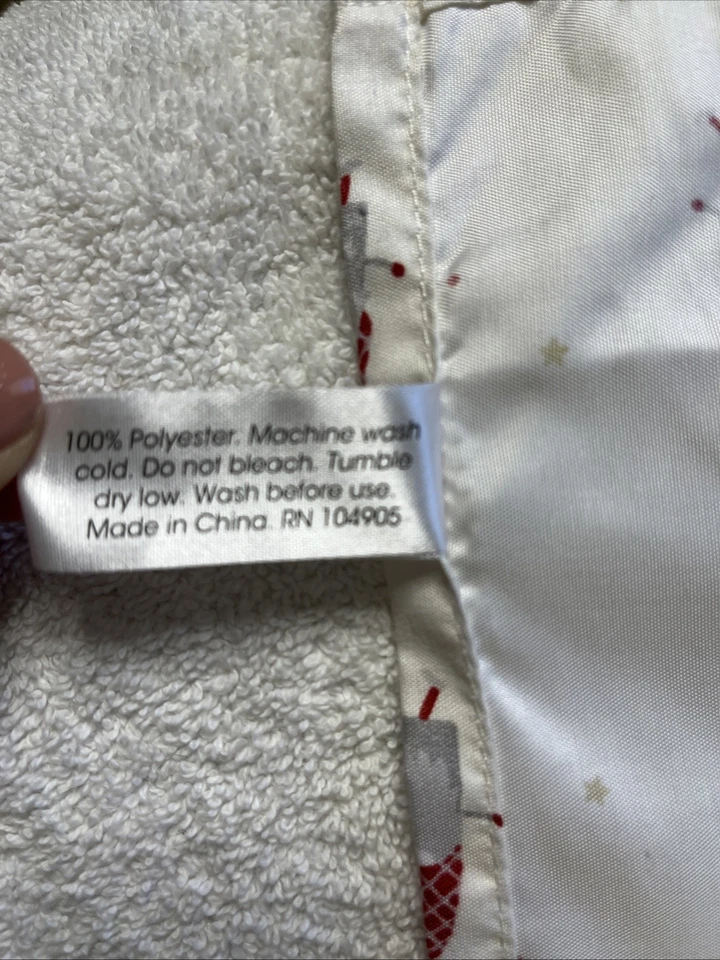 100% Polyester. Machine wash
cold. Do not bleach. Tumble
dry low. Wash before use.
Made in China. RN 104905